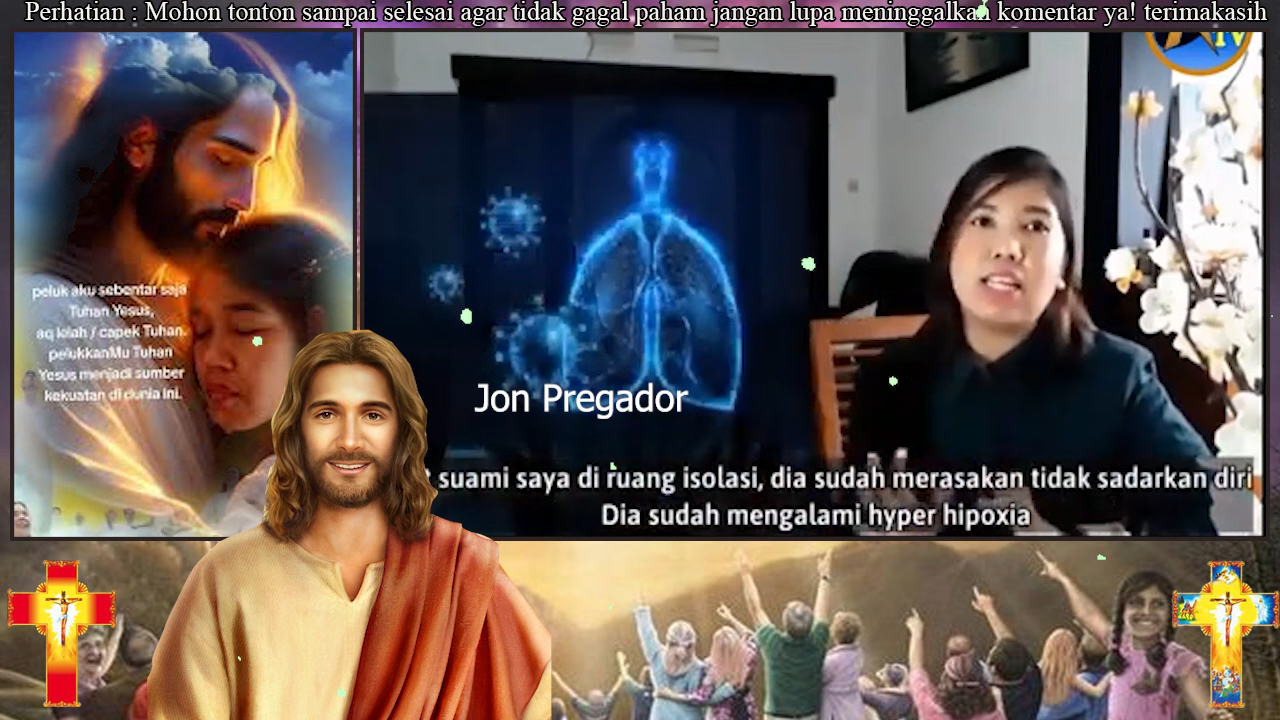 Perhatian : Mohon tonton sampai selesai agar tidak gagal paham jangan lupa meninggalkan komentar ya! terimakasih
peluk aku sebentar saja
Tuhan Yesus,
aq lelah / capek Tuhan.
pelukkanMu Tuhan
Yesus menjadi sumber
kekuatan di dunia ini.
Jon Pregador
suami saya di ruang isolasi, dia sudah merasakan tidak sadarkan diri
Dia sudah mengalami hyper hipoxia